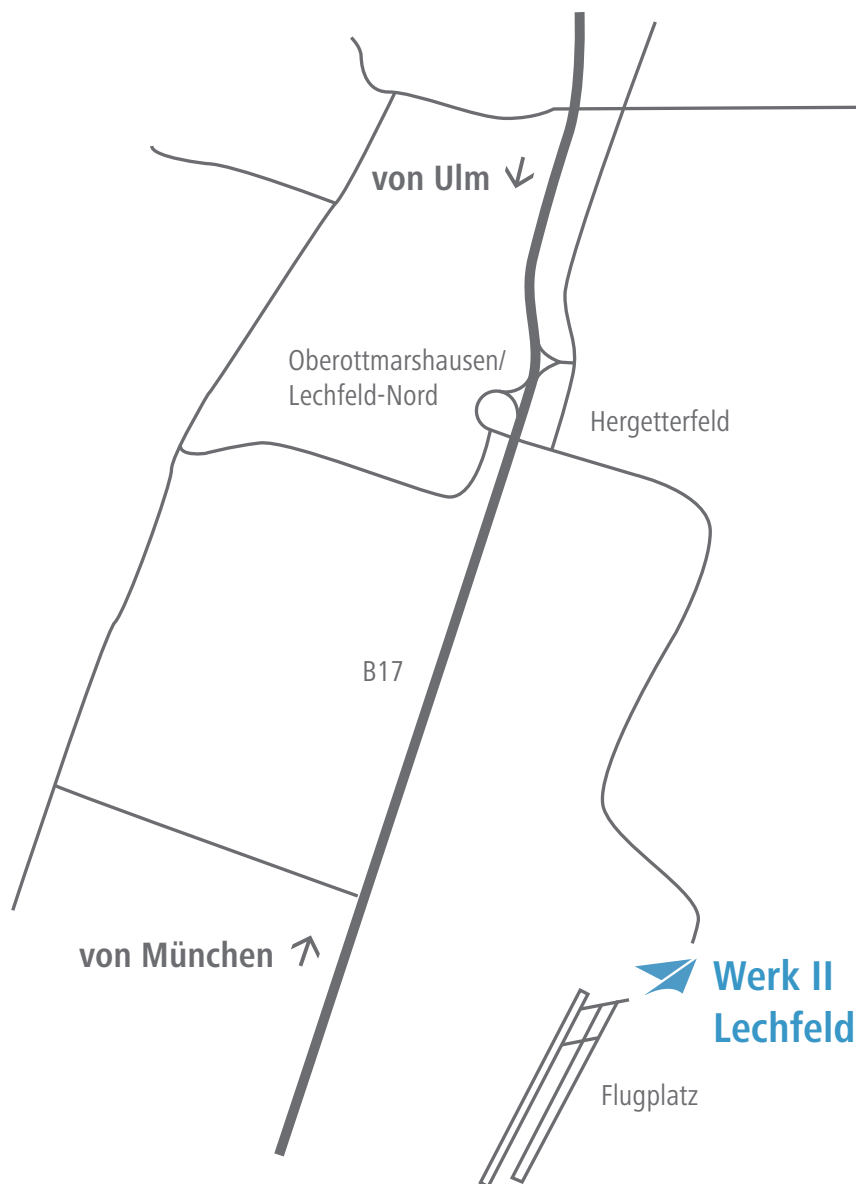 von Ulm
Oberottmarshausen/
Lechfeld-Nord
Hergetterfeld
B17
von München
Werk II
Lechfeld
Flugplatz